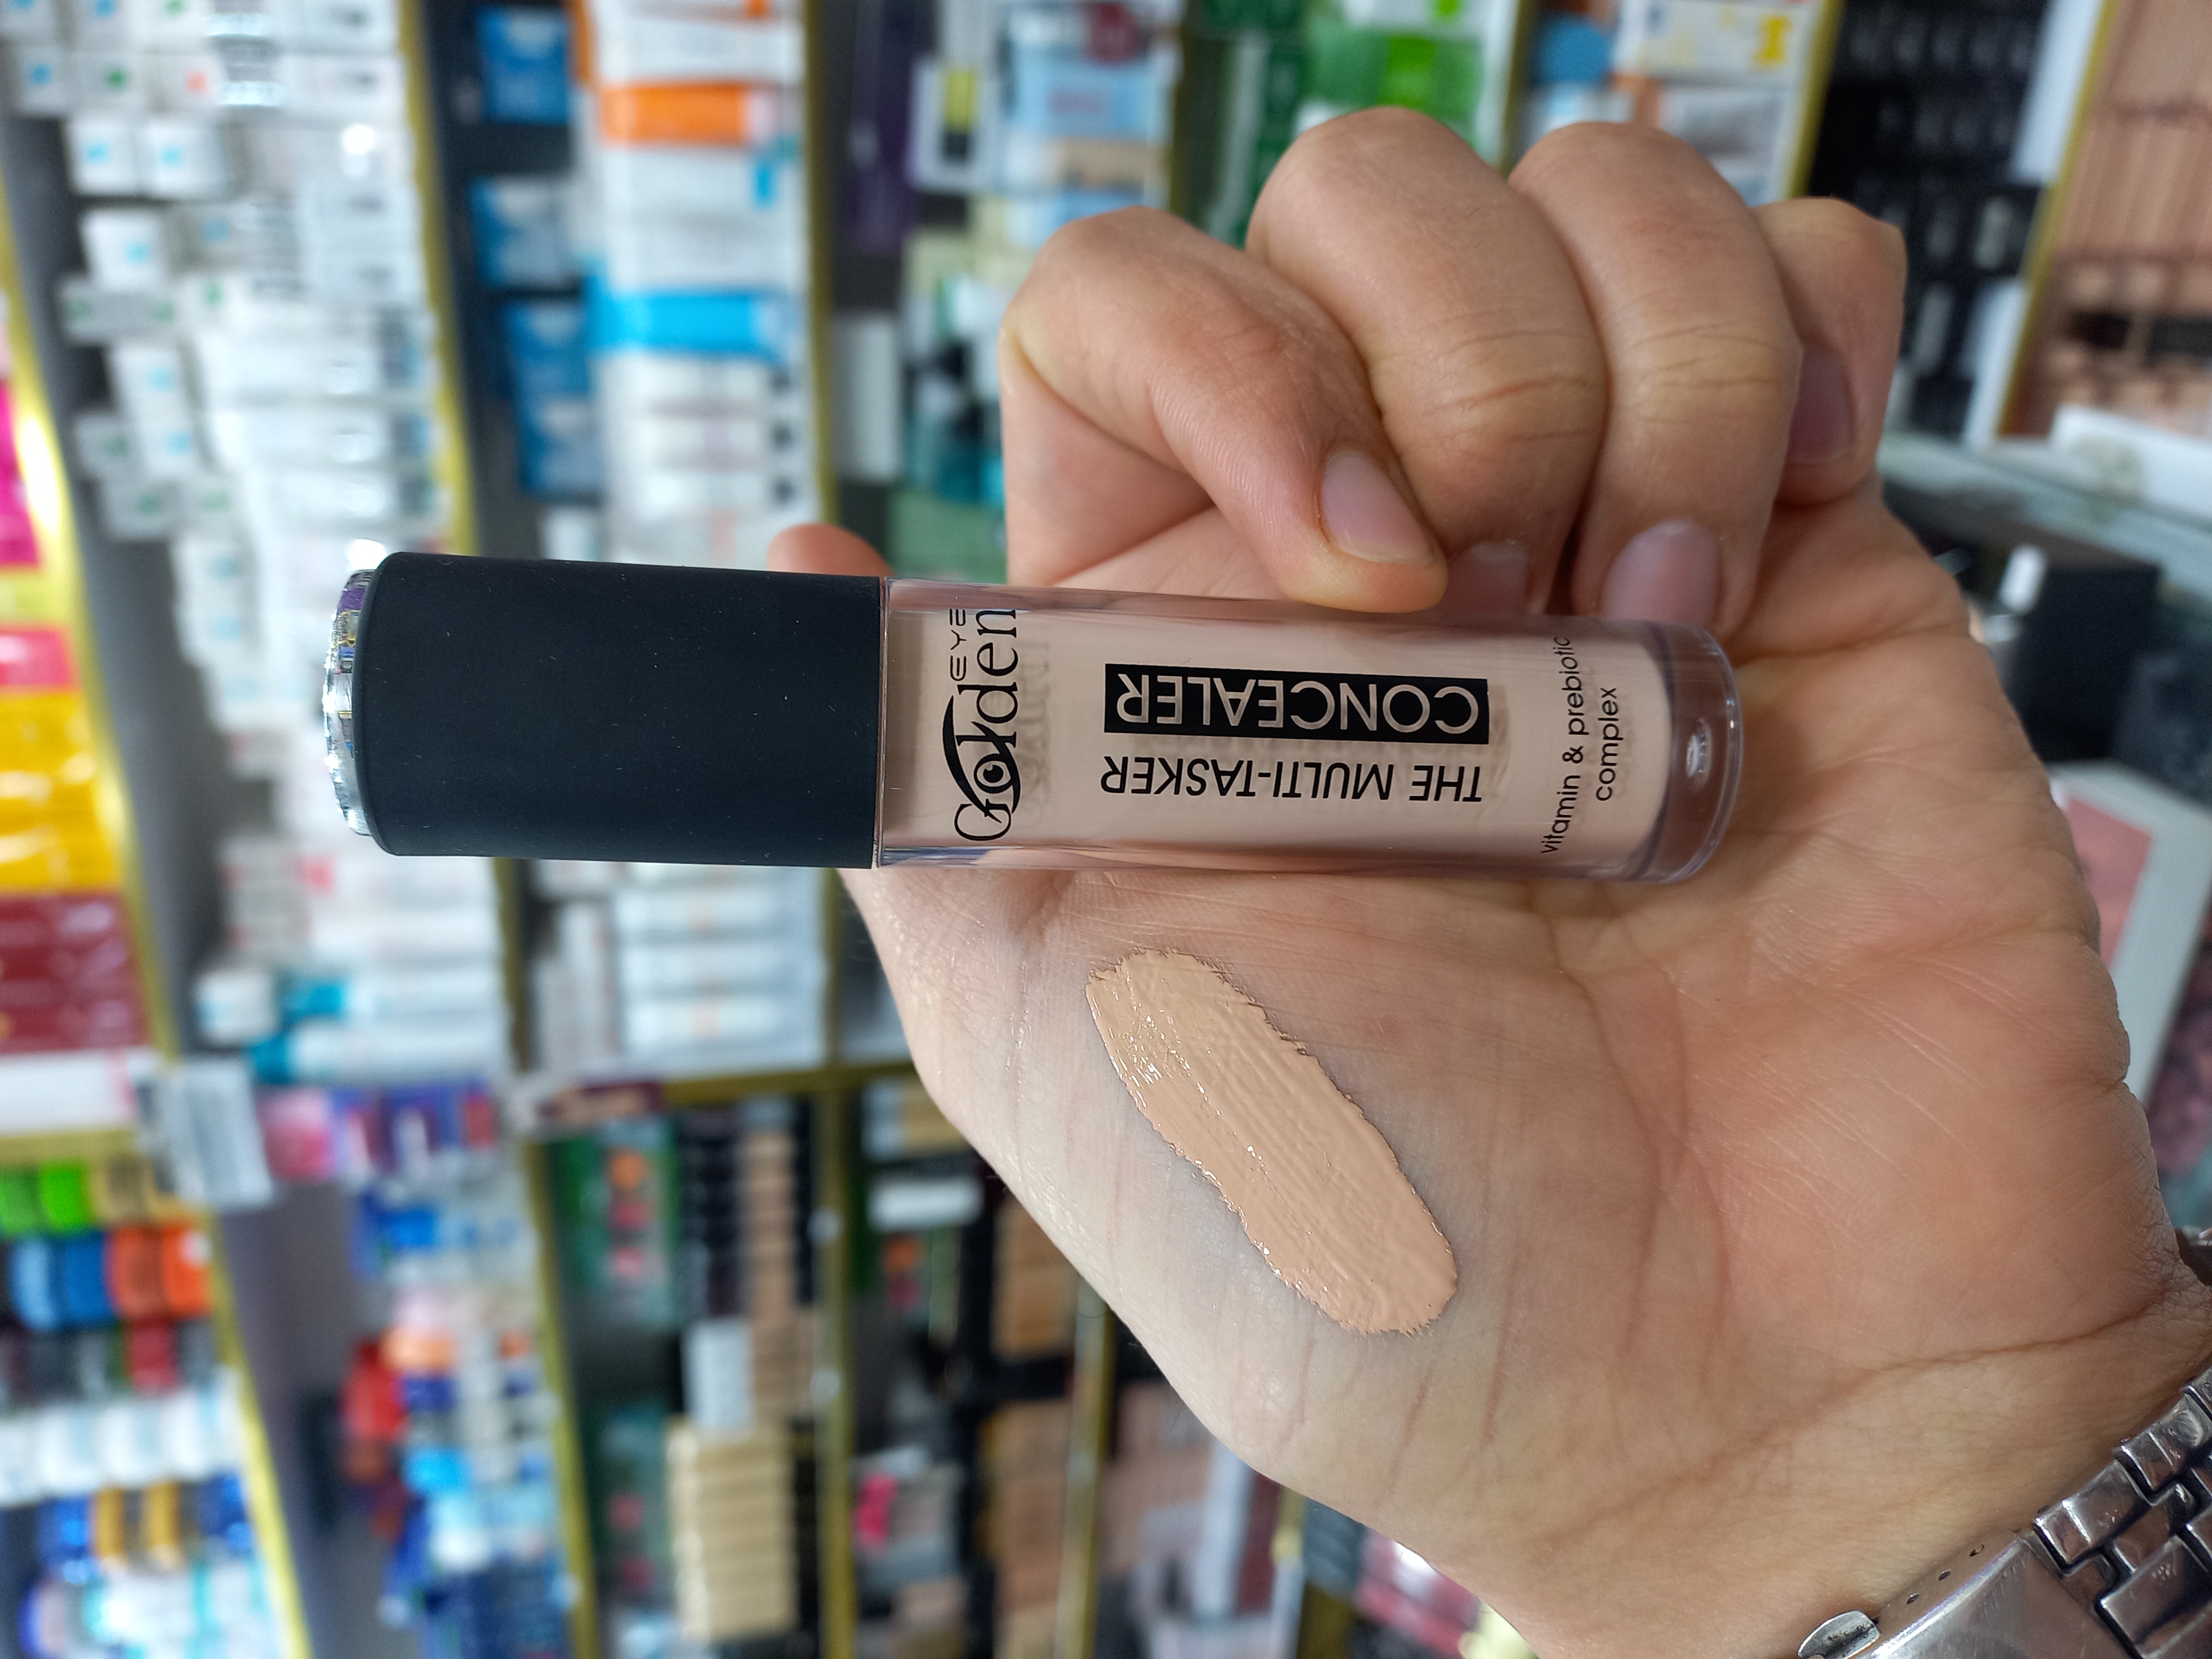 Golden
EYE
THE MULTI-TASKER
CONCEALER
vitamin & prebiotic
complex